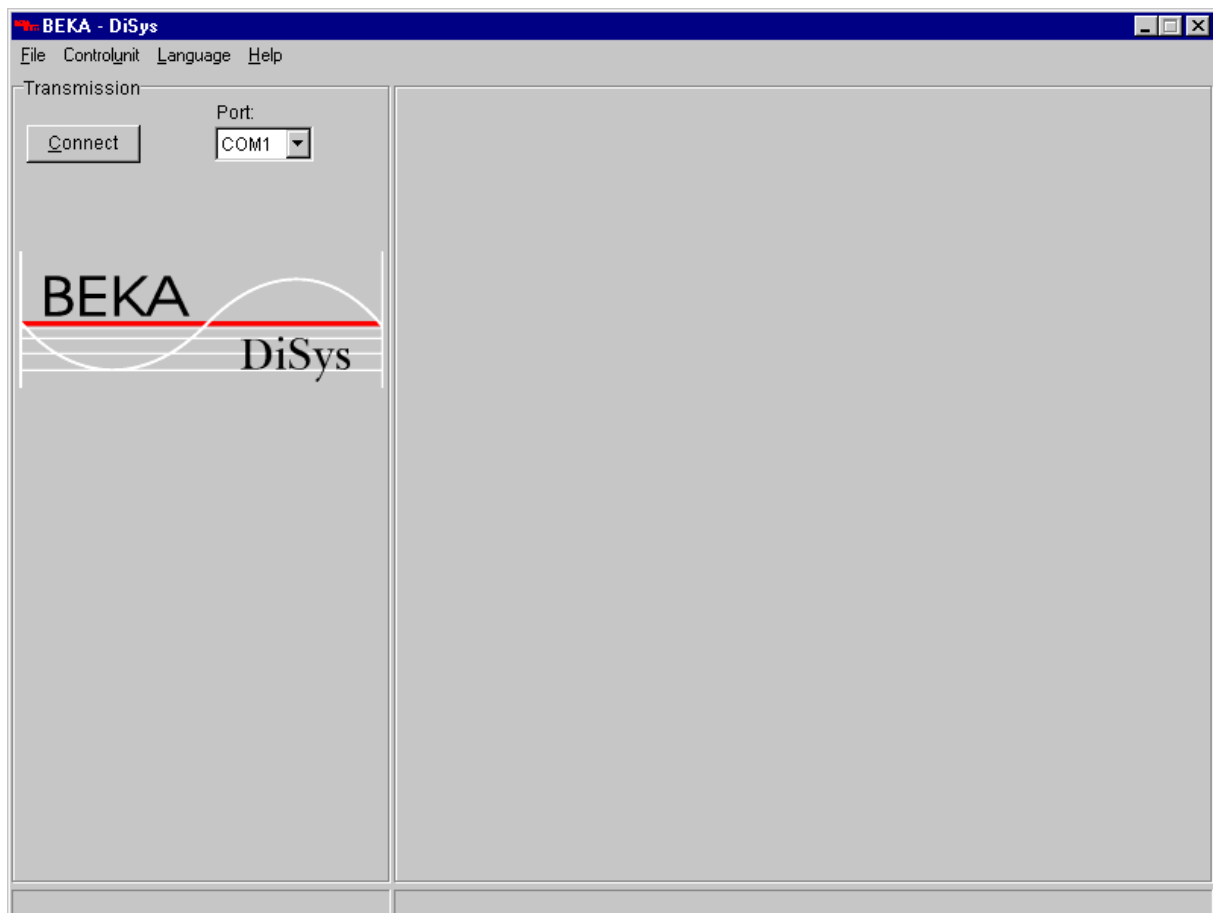 BEKA - DiSys
File Controlunit Language Help
Transmission
Port:
Connect COM1
BEKA
DiSys